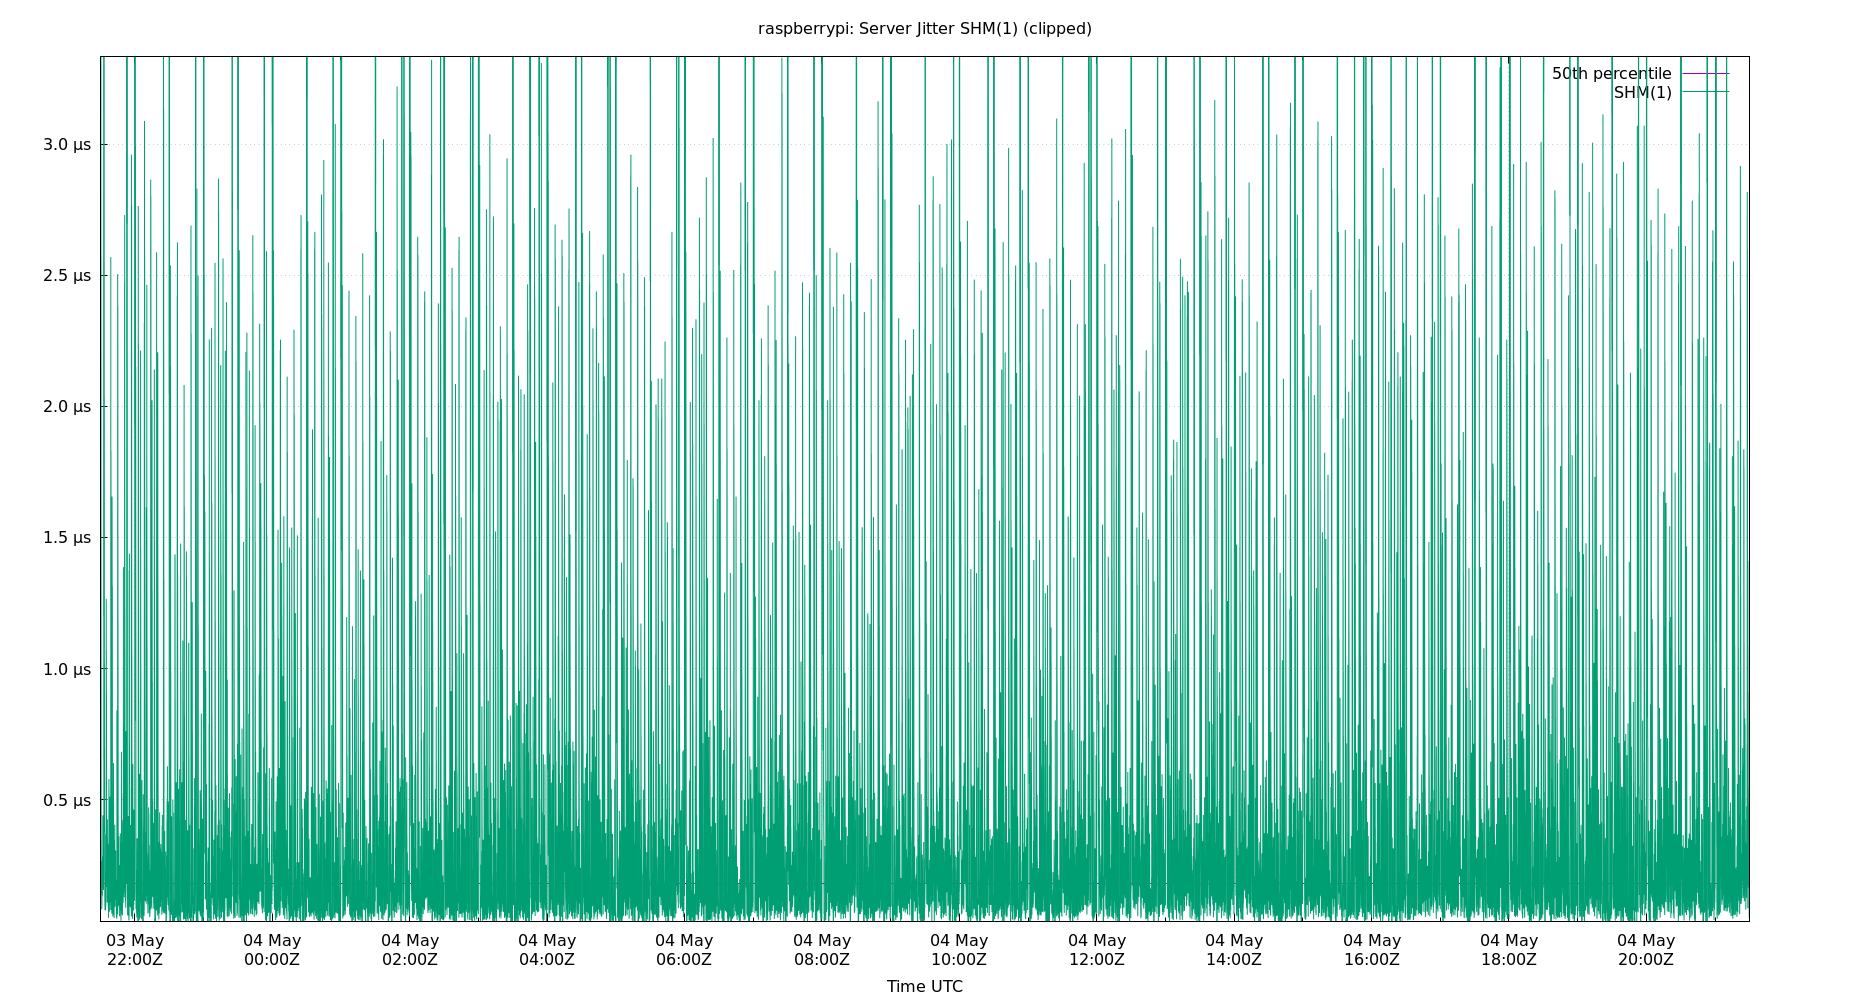 raspberrypi: Server Jitter SHM(1) (clipped)
50th percentile
SHM(1)
3.0 µs
2.5 µs
2.0 µs
1.5 µs
1.0 µs
0.5 µs
03 May 04 May 04 May 04 May 04 May 04 May 04 May 04 May 04 May 04 May 04 May 04 May
22:00Z 00:00Z 02:00Z 04:00Z 06:00Z 08:00Z 10:00Z 12:00Z 14:00Z 16:00Z 18:00Z 20:00Z
Time UTC